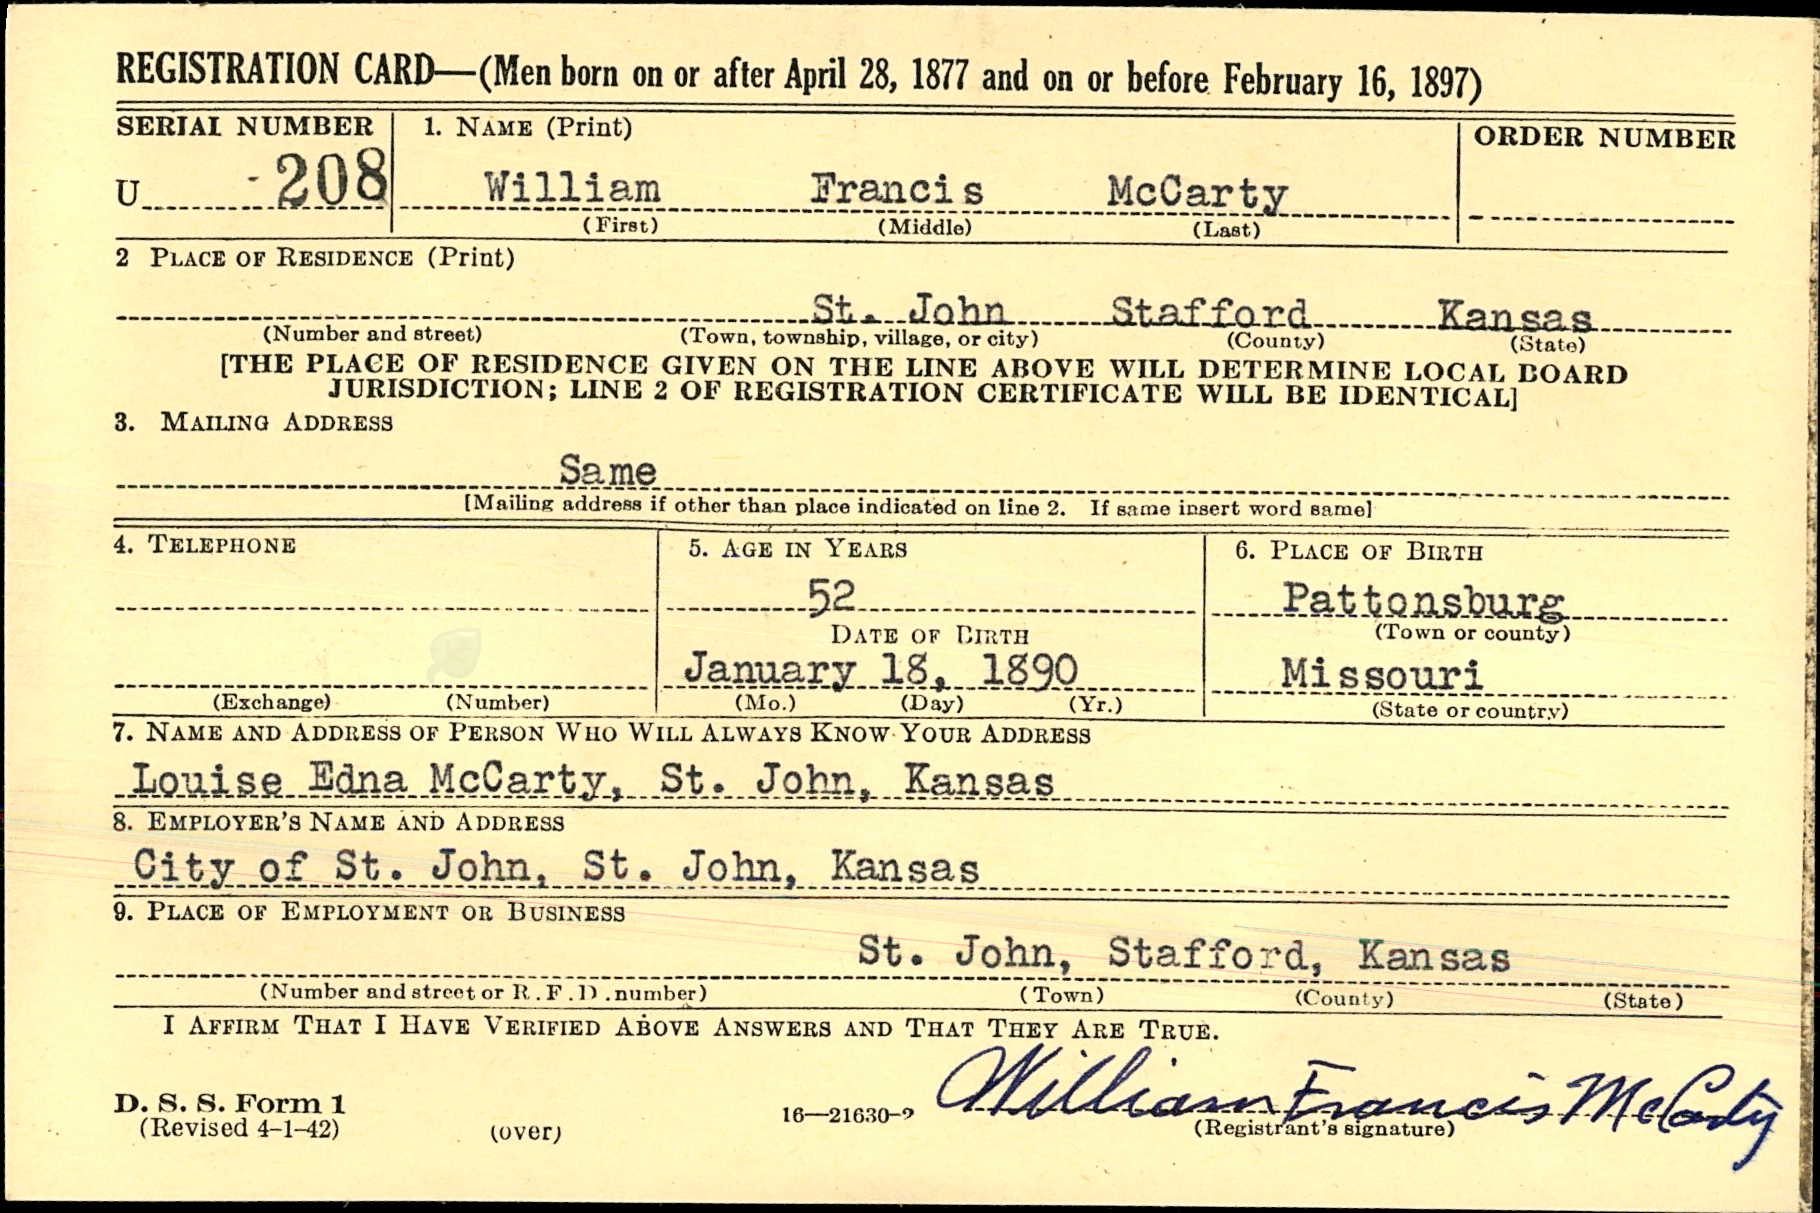 REGISTRATION CARD—(Men born on or after April 28, 1877 and on or before February 16, 1897)
SERIAL NUMBER 1. NAME (Print) ORDER NUMBER
U 208 William Francis McCarty
(First) (Middle) (Last)
2 PLACE OF RESIDENCE (Print)
St. John Stafford Kansas
(Number and street) (Town, township, village, or city) (County) (State)
[THE PLACE OF RESIDENCE GIVEN ON THE LINE ABOVE WILL DETERMINE LOCAL BOARD
JURISDICTION; LINE 2 OF REGISTRATION CERTIFICATE WILL BE IDENTICAL]
3. MAILING ADDRESS
Same
[Mailing address if other than place indicated on line 2. If same insert word same]
4. TELEPHONE 5. AGE IN YEARS 6. PLACE OF BIRTH
52 Pattonsburg
DATE OF BIRTH (Town or county)
January 18, 1890 Missouri
(Exchange) (Number) (Mo.) (Day) (Yr.) (State or country)
7. NAME AND ADDRESS OF PERSON WHO WILL ALWAYS KNOW YOUR ADDRESS
Louise Edna McCarty, St. John, Kansas
8. EMPLOYER'S NAME AND ADDRESS
City of St. John, St. John, Kansas
9. PLACE OF EMPLOYMENT OR BUSINESS
St. John, Stafford, Kansas
(Number and street or R.F.D. number) (Town) (County) (State)
I AFFIRM THAT I HAVE VERIFIED ABOVE ANSWERS AND THAT THEY ARE TRUE.
William Francis McCarty
D. S. S. Form 1 16—21630-2
(Revised 4-1-42) (over) (Registrant's signature)